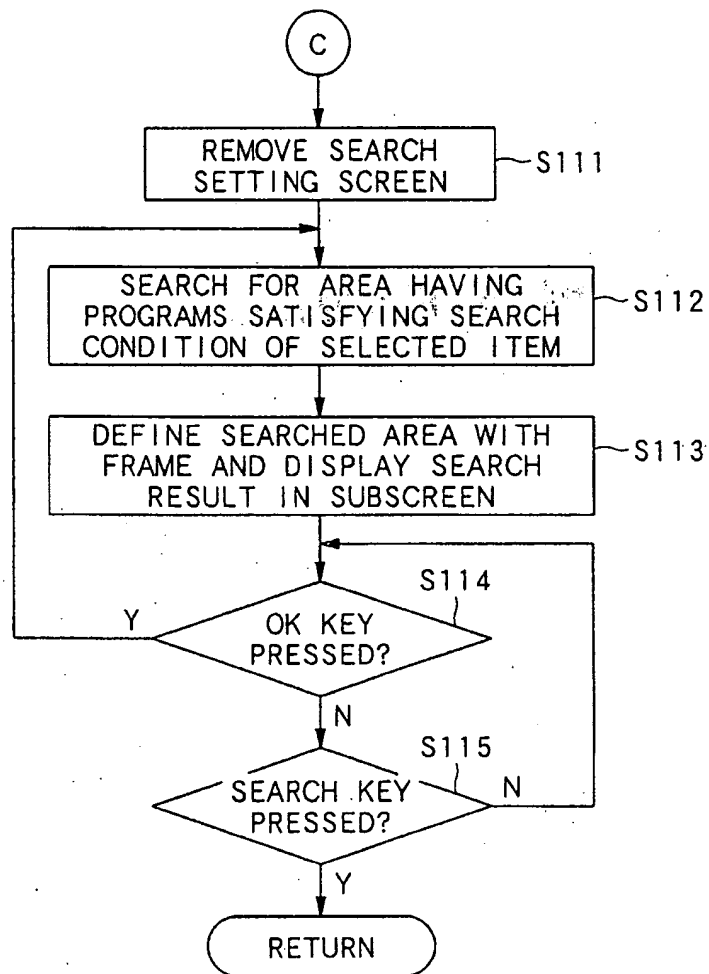 C
REMOVE SEARCH
SETTING SCREEN
S111
SEARCH FOR AREA HAVING
PROGRAMS SATISFYING SEARCH
CONDITION OF SELECTED ITEM
S112
DEFINE SEARCHED AREA WITH
FRAME AND DISPLAY SEARCH
RESULT IN SUBSCREEN
S113
S114
Y
OK KEY
PRESSED?
N
S115
SEARCH KEY
PRESSED?
N
Y
RETURN